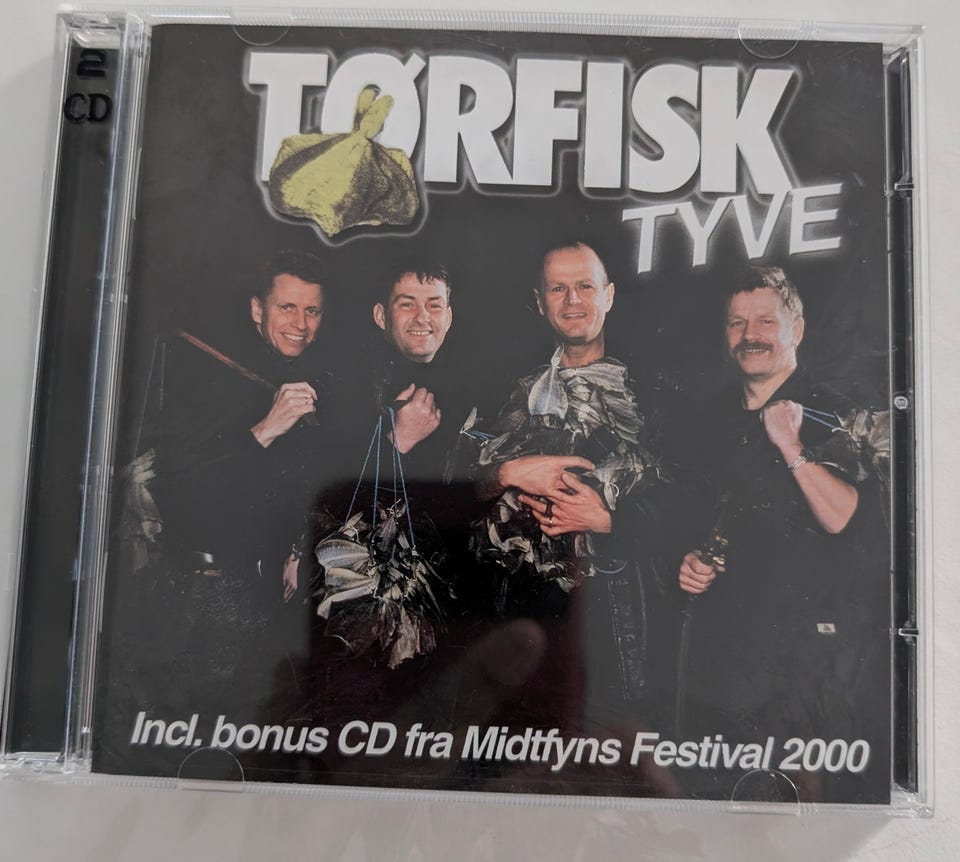 2
CD
TØRFISK
TYVE
Incl. bonus CD fra Midtfyns Festival 2000